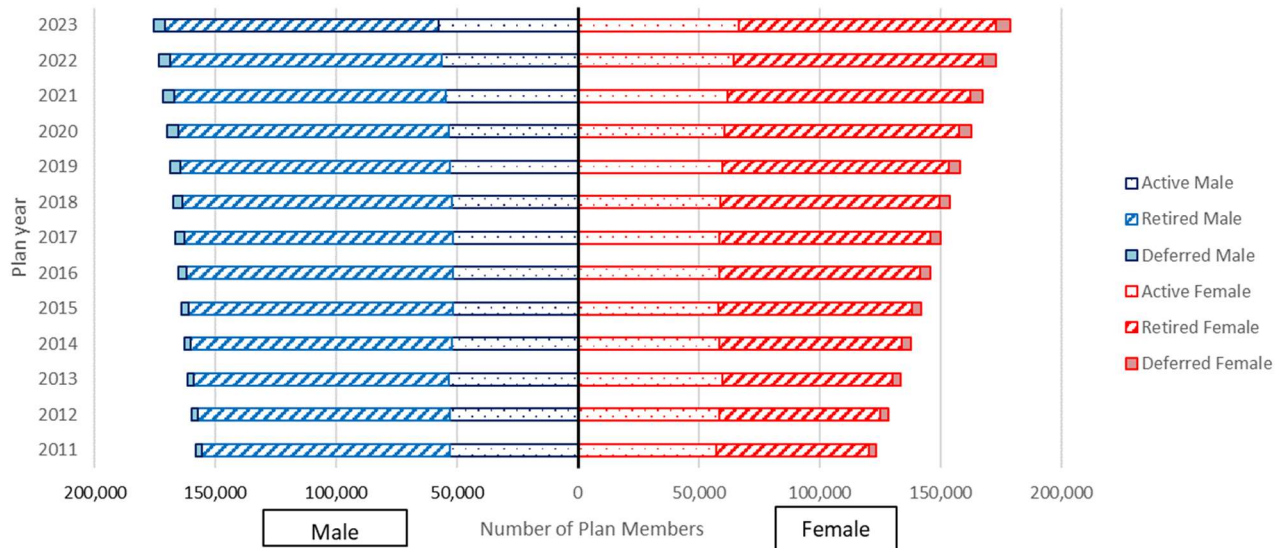 2023
2022
2021
2020
2019
2018
2017
2016
2015
2014
2013
2012
2011
Plan year
200,000 150,000 100,000 50,000 0 50,000 100,000 150,000 200,000
Male
Number of Plan Members
Female
Active Male
Retired Male
Deferred Male
Active Female
Retired Female
Deferred Female